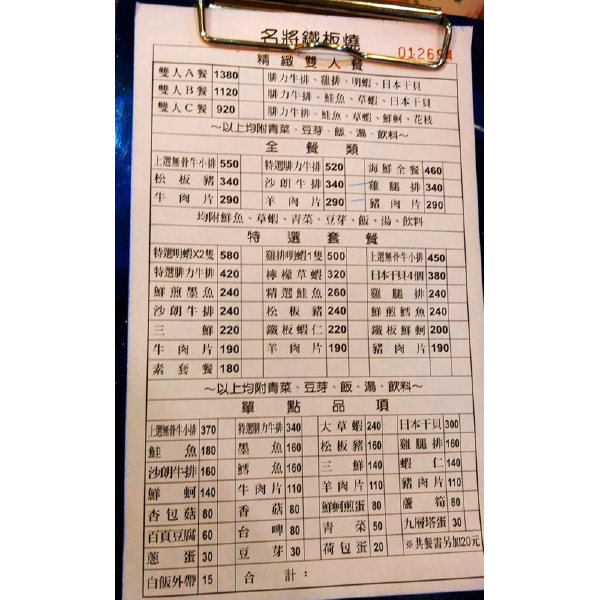 名將鐵板燒
012694
精緻雙人餐
雙人A餐 1380 腓力牛排、雞排、明蝦、日本干貝
雙人B餐 1120 腓力牛排、鮭魚、草蝦、日本干貝
雙人C餐 920 腓力牛排、鮭魚、草蝦、鮮蚵、花枝
～以上均附青菜、豆芽、飯、湯、飲料～
全餐類
上選無骨牛小排 550 特選腓力牛排 520 海鮮全餐 460
松板豬 340 沙朗牛排 340 雞腿排 340
牛肉片 290 羊肉片 290 豬肉片 290
均附鮮魚、草蝦、青菜、豆芽、飯、湯、飲料
特選套餐
特選明蝦X2隻 580 雞排明蝦1隻 500 上選無骨牛小排 450
特選腓力牛排 420 檸檬草蝦 320 日本干貝4個 380
鮮煎墨魚 240 精選鮭魚 260 雞腿排 240
沙朗牛排 240 松板豬 240 鮮煎鱈魚 240
三鮮 220 鐵板蝦仁 220 鐵板鮮蚵 200
牛肉片 190 羊肉片 190 豬肉片 190
素套餐 180
～以上均附青菜、豆芽、飯、湯、飲料～
單點品項
上選無骨牛小排 370 特選腓力牛排 340 大草蝦 240 日本干貝 300
鮭魚 180 墨魚 160 松板豬 160 雞腿排 160
沙朗牛排 160 鱈魚 160 三鮮 140 蝦仁 140
鮮蚵 140 牛肉片 110 羊肉片 110 豬肉片 110
杏包菇 80 香菇 80 鮮蚵煎蛋 80 蘆筍 80
百頁豆腐 60 台啤 80 青菜 50 九層塔蛋 30
蔥蛋 30 豆芽 30 荷包蛋 20 ※共餐需另加20元
白飯外帶 15 合計：